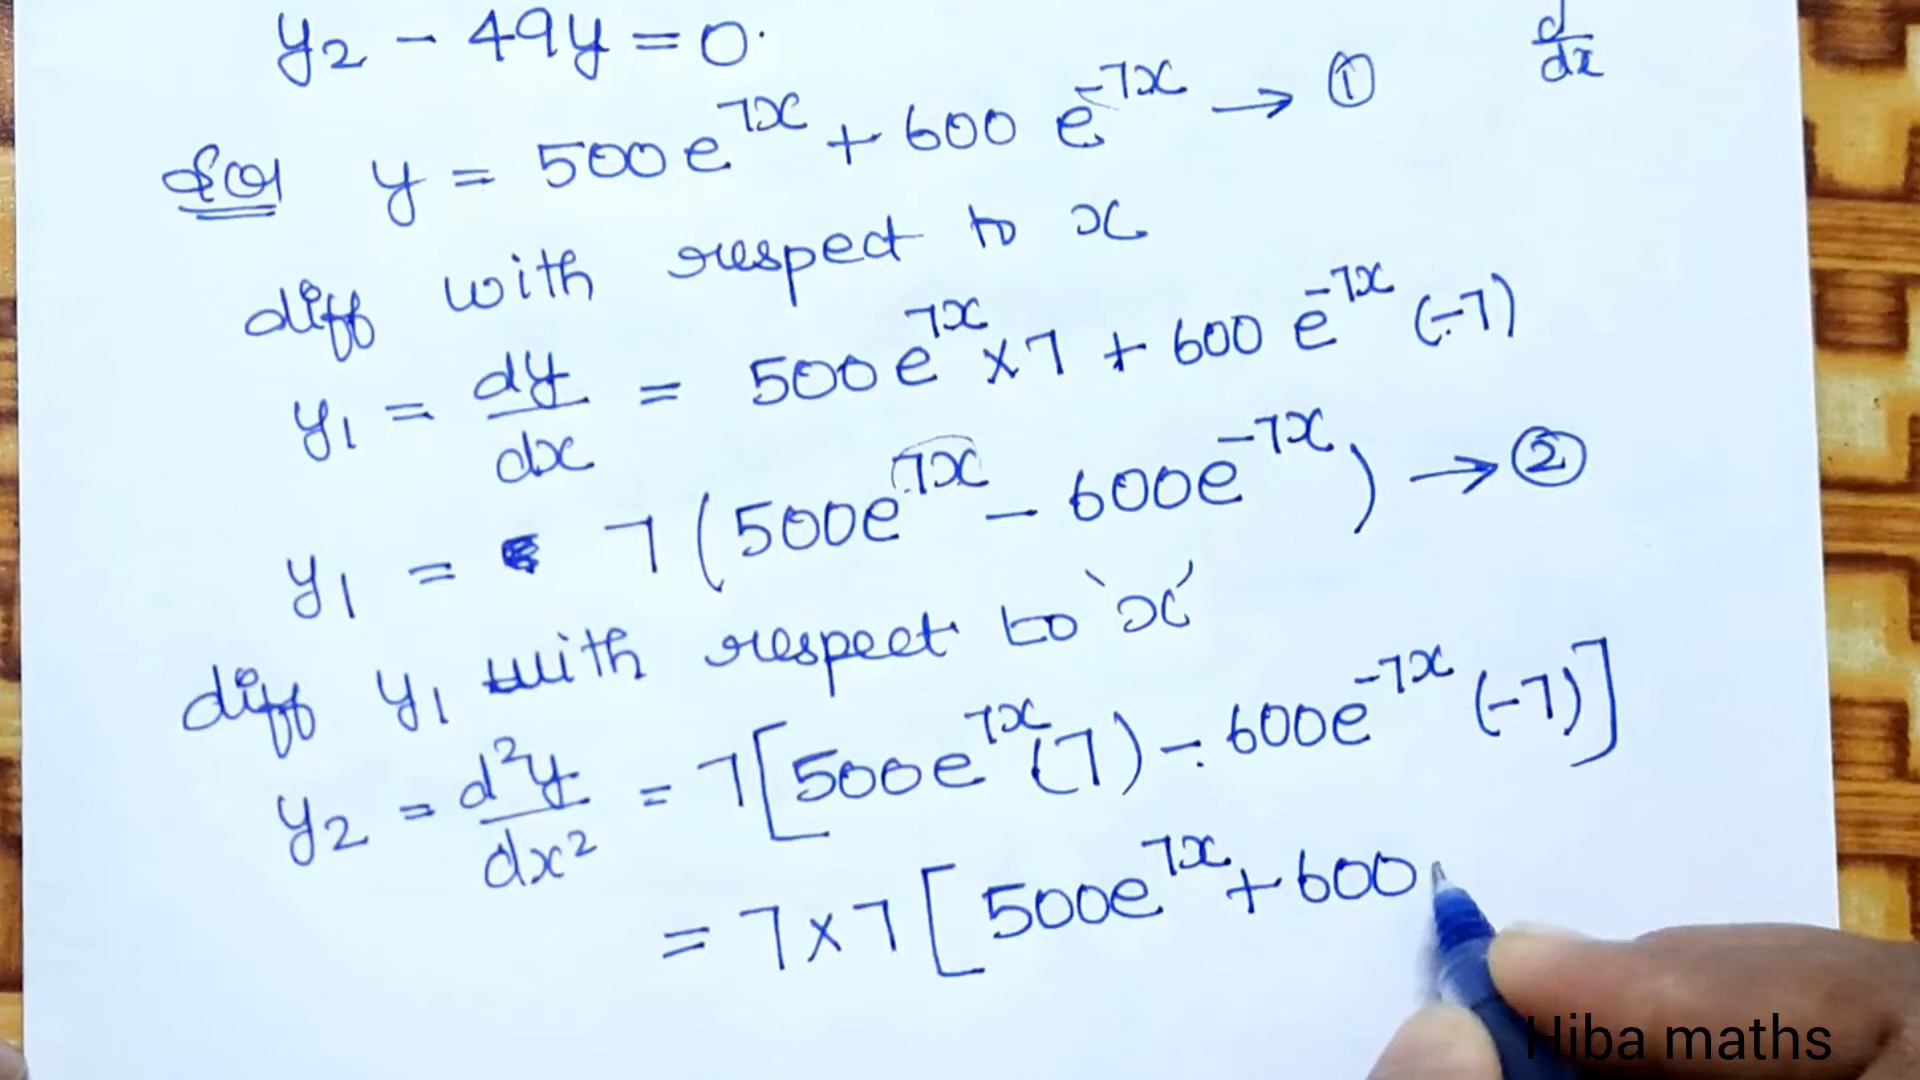 y₂ - 49y = 0.
d/dx
Sol y = 500e^7x + 600 e^-7x → ①
diff with respect to x
y₁ = dy/dx = 500e^7x × 7 + 600 e^-7x (-7)
y₁ = 7 (500e^7x - 600e^-7x) → ②
diff y₁ with respect to 'x'
y₂ = d²y/dx² = 7[500e^7x (7) - 600e^-7x (-7)]
= 7×7 [500e^7x + 600
Hiba maths